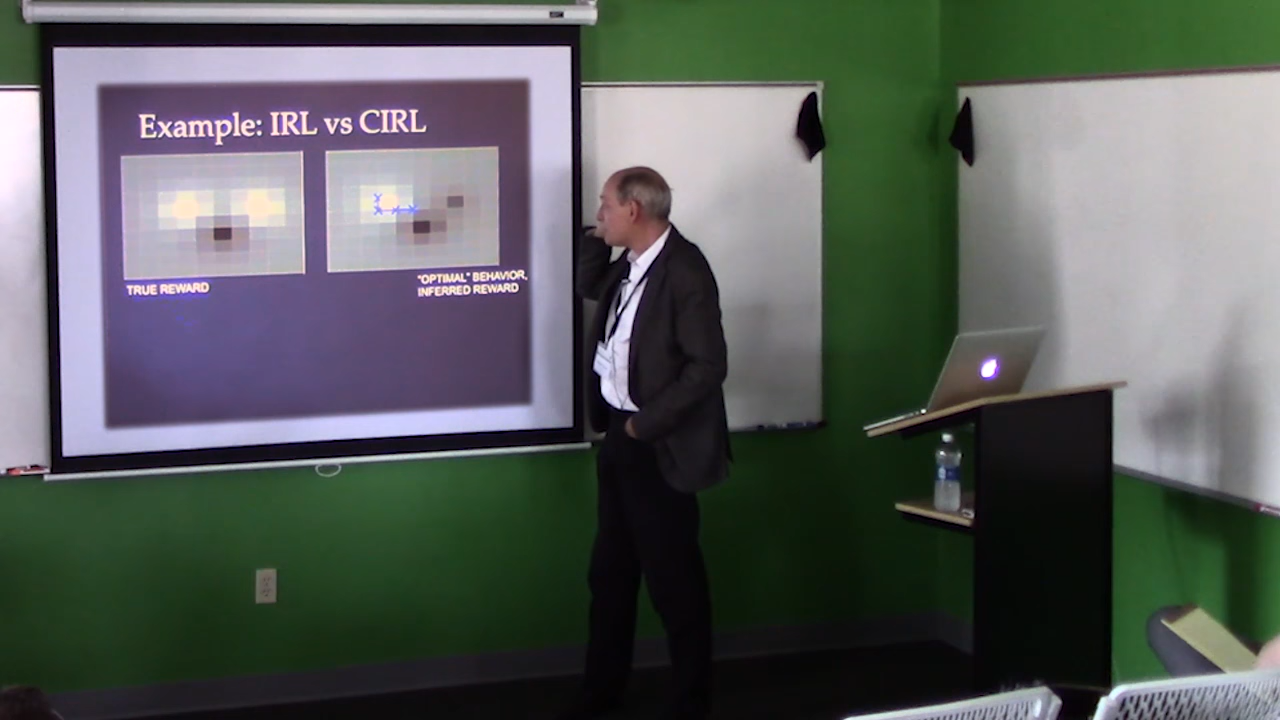 Example: IRL vs CIRL
TRUE REWARD
"OPTIMAL" BEHAVIOR,
INFERRED REWARD